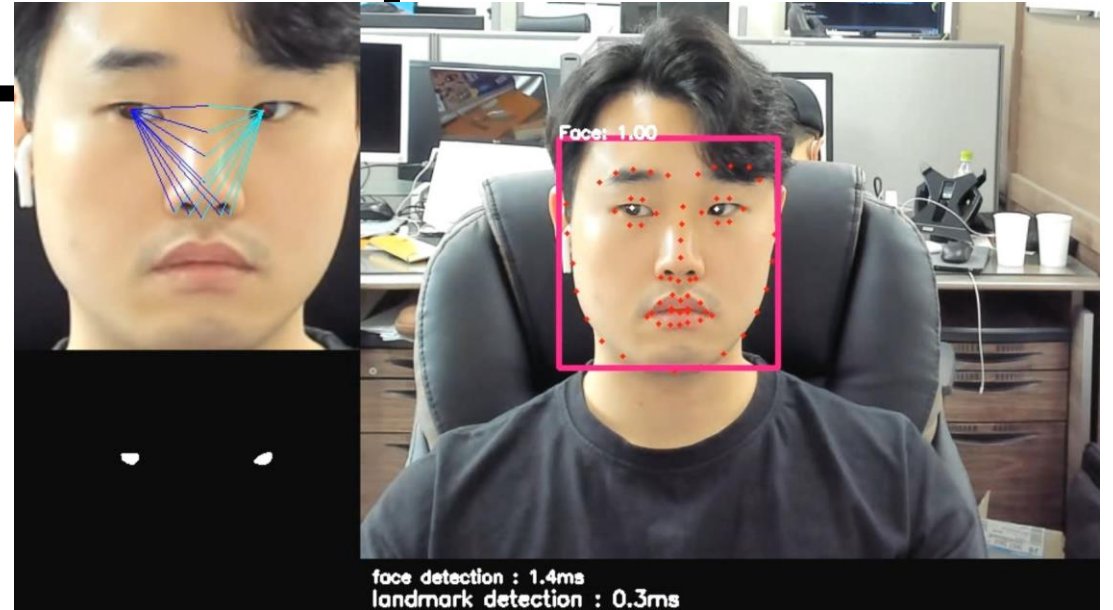 Face: 1.00
face detection : 1.4ms
landmark detection : 0.3ms